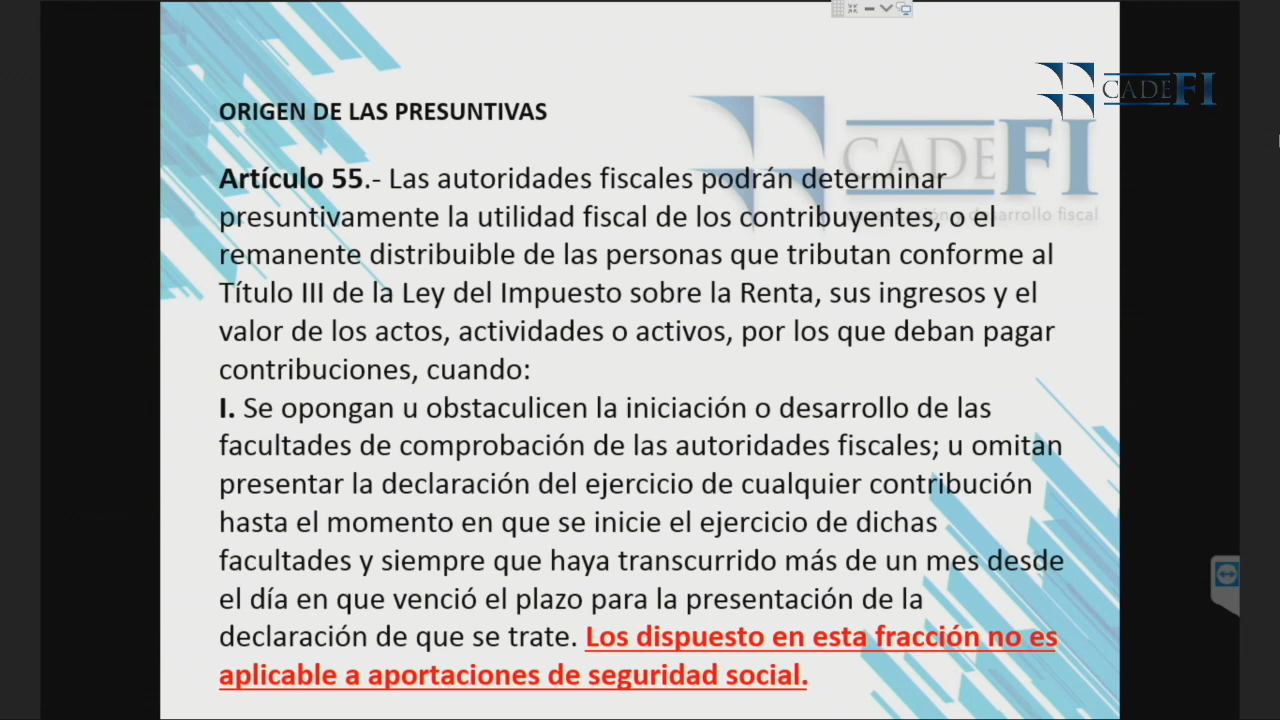 CADEFI
ORIGEN DE LAS PRESUNTIVAS
CADEFI
Artículo 55.- Las autoridades fiscales podrán determinar
presuntivamente la utilidad fiscal de los contribuyentes, o el
desarrollo fiscal
remanente distribuible de las personas que tributan conforme al
Título III de la Ley del Impuesto sobre la Renta, sus ingresos y el
valor de los actos, actividades o activos, por los que deban pagar
contribuciones, cuando:
I. Se opongan u obstaculicen la iniciación o desarrollo de las
facultades de comprobación de las autoridades fiscales; u omitan
presentar la declaración del ejercicio de cualquier contribución
hasta el momento en que se inicie el ejercicio de dichas
facultades y siempre que haya transcurrido más de un mes desde
el día en que venció el plazo para la presentación de la
declaración de que se trate. Los dispuesto en esta fracción no es
aplicable a aportaciones de seguridad social.